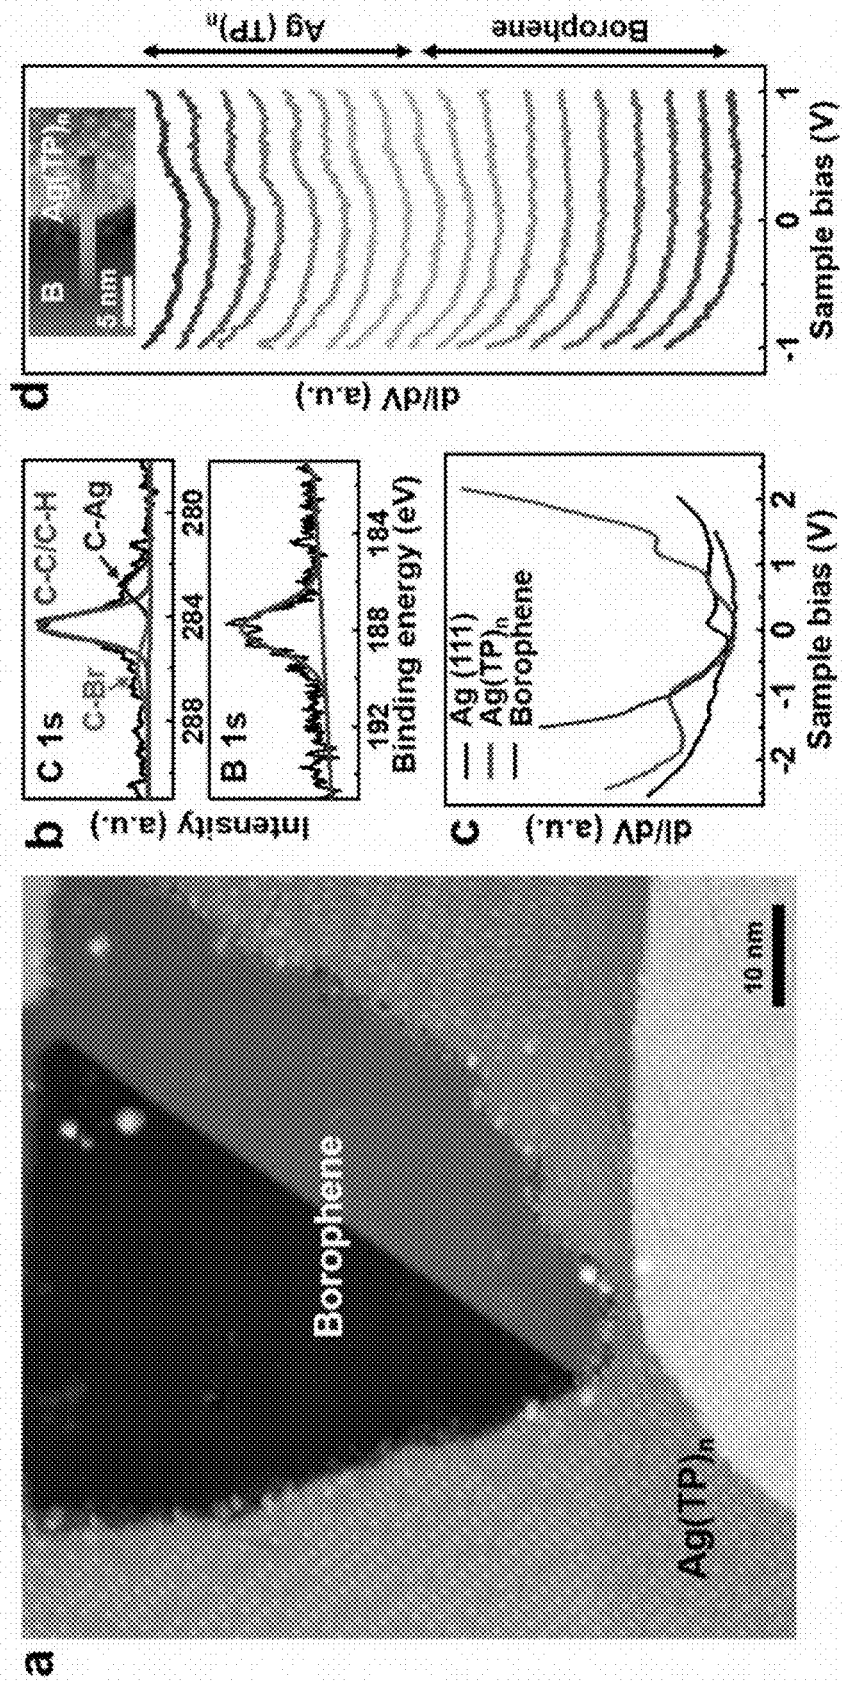 a
Borophene
Ag(TP)n
10 nm
b
C 1s
C-Br
C-C/C-H
C-Ag
288
284
280
B 1s
192
188
184
Binding energy (eV)
Intensity (a.u.)
c
Ag (111)
Ag(TP)n
Borophene
-2
-1
0
1
2
Sample bias (V)
dI/dV (a.u.)
d
B
Ag(TP)n
5 nm
Ag (TP)n
Borophene
-1
0
1
Sample bias (V)
dI/dV (a.u.)